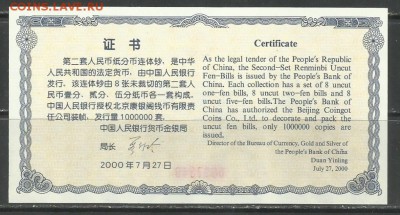 WWW.SAVE.COINSS.RU
证 书
第二套人民币纸分币连体钞，是中华
人民共和国的法定货币，由中国人民银行
发行。该连体钞由8张未裁切的第二套人
民币壹分、贰分、伍分纸币各一套构成。
中国人民银行授权北京康银阁钱币有限责
任公司装帧，发行量1000000套。
中国人民银行货币金银局
局长
2000年7月27日
Certificate
As the legal tender of the People's Republic
of China, the Second-Set Renminbi Uncut
Fen-Bills is issued by the People's Bank of
China. Each collection has a set of 8 uncut
one-fen bills, 8 uncut two-fen bills and 8
uncut five-fen bills. The People's Bank of
China has authorized the Beijing Coingot
Coins Co., Ltd. to decorate and pack the
uncut fen bills, only 1000000 copies are
issued.
Director of the Bureau of Currency, Gold and Silver of
the People's Bank of China
Duan Yinling
July 27, 2000